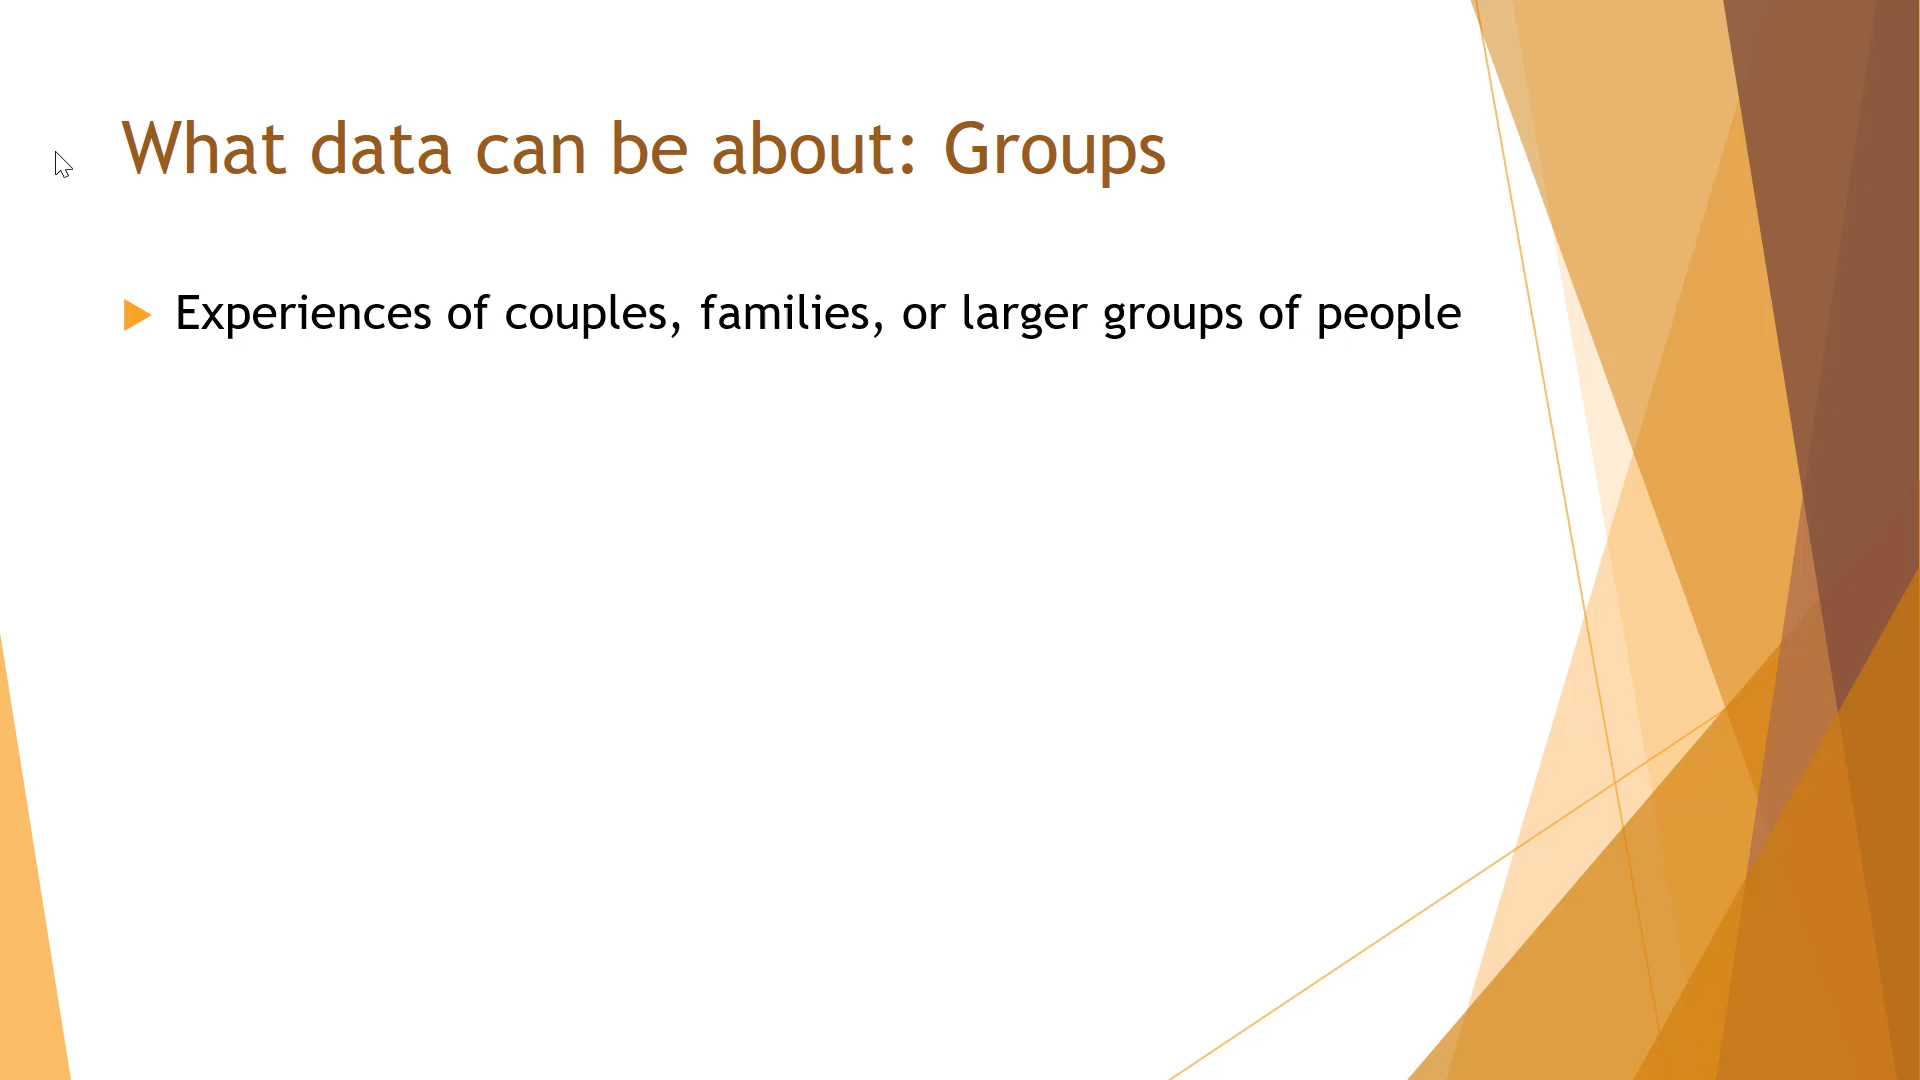 What data can be about: Groups
Experiences of couples, families, or larger groups of people